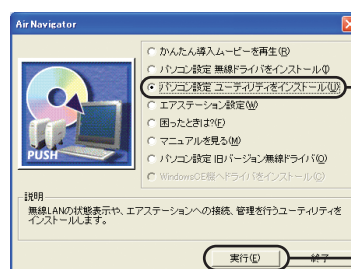 Air Navigator
かんたん導入ムービーを再生(R)
パソコン設定 無線ドライバをインストール(I)
パソコン設定 ユーティリティをインストール(U)
エアステーション設定(W)
困ったときは?(F)
マニュアルを見る(M)
パソコン設定 旧バージョン無線ドライバ(O)
WindowsCE機へドライバをインストール(C)
PUSH
説明
無線LANの状態表示や、エアステーションへの接続、管理を行うユーティリティを
インストールします。
実行(E)
終了